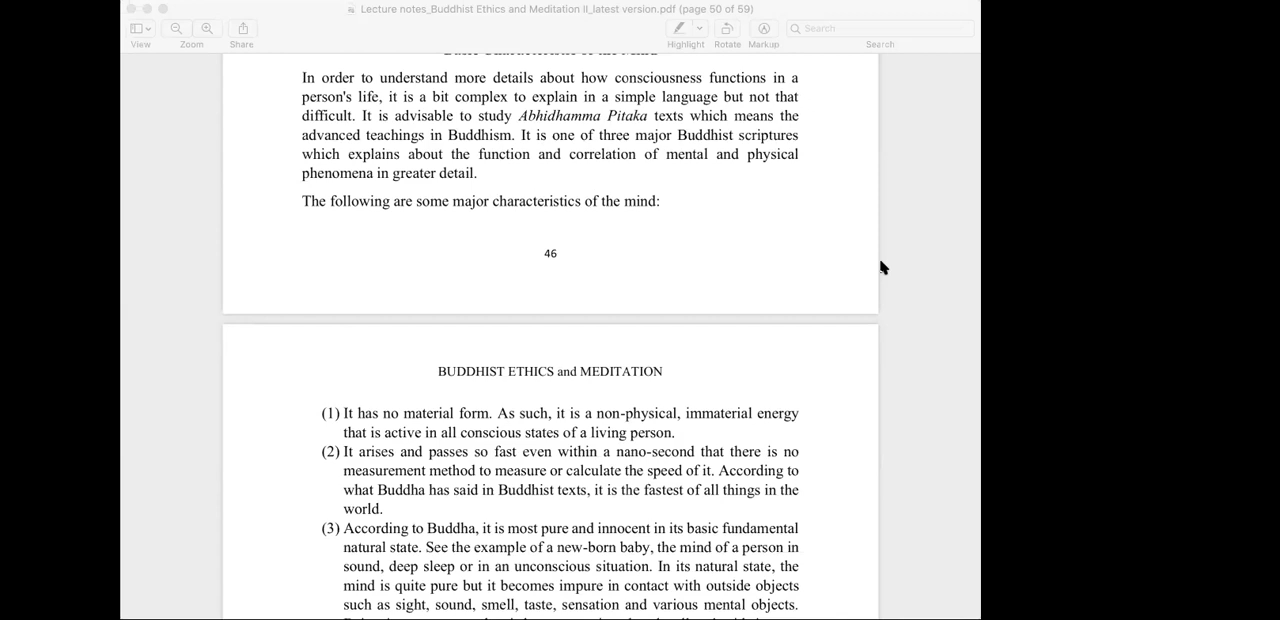 Lecture notes_Buddhist Ethics and Meditation II_latest version.pdf (page 50 of 59)
Search
View
Zoom
Share
Highlight
Rotate
Markup
Search
In order to understand more details about how consciousness functions in a
person's life, it is a bit complex to explain in a simple language but not that
difficult. It is advisable to study Abhidhamma Pitaka texts which means the
advanced teachings in Buddhism. It is one of three major Buddhist scriptures
which explains about the function and correlation of mental and physical
phenomena in greater detail.
The following are some major characteristics of the mind:
46
BUDDHIST ETHICS and MEDITATION
(1) It has no material form. As such, it is a non-physical, immaterial energy
that is active in all conscious states of a living person.
(2) It arises and passes so fast even within a nano-second that there is no
measurement method to measure or calculate the speed of it. According to
what Buddha has said in Buddhist texts, it is the fastest of all things in the
world.
(3) According to Buddha, it is most pure and innocent in its basic fundamental
natural state. See the example of a new-born baby, the mind of a person in
sound, deep sleep or in an unconscious situation. In its natural state, the
mind is quite pure but it becomes impure in contact with outside objects
such as sight, sound, smell, taste, sensation and various mental objects.